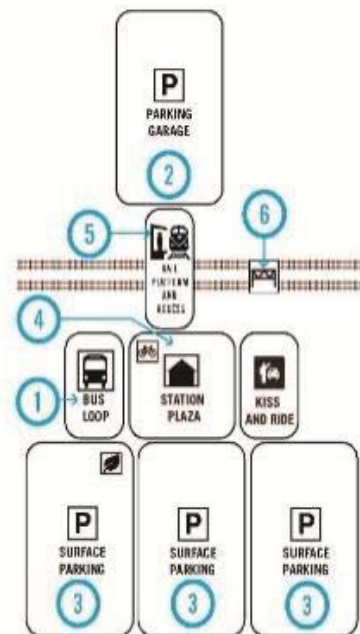 P
PARKING
GARAGE
2
5
6
RAIL
PLATFORM
AND
ACCESS
4
1
BUS
LOOP
STATION
PLAZA
KISS
AND RIDE
P
SURFACE
PARKING
3
P
SURFACE
PARKING
3
P
SURFACE
PARKING
3